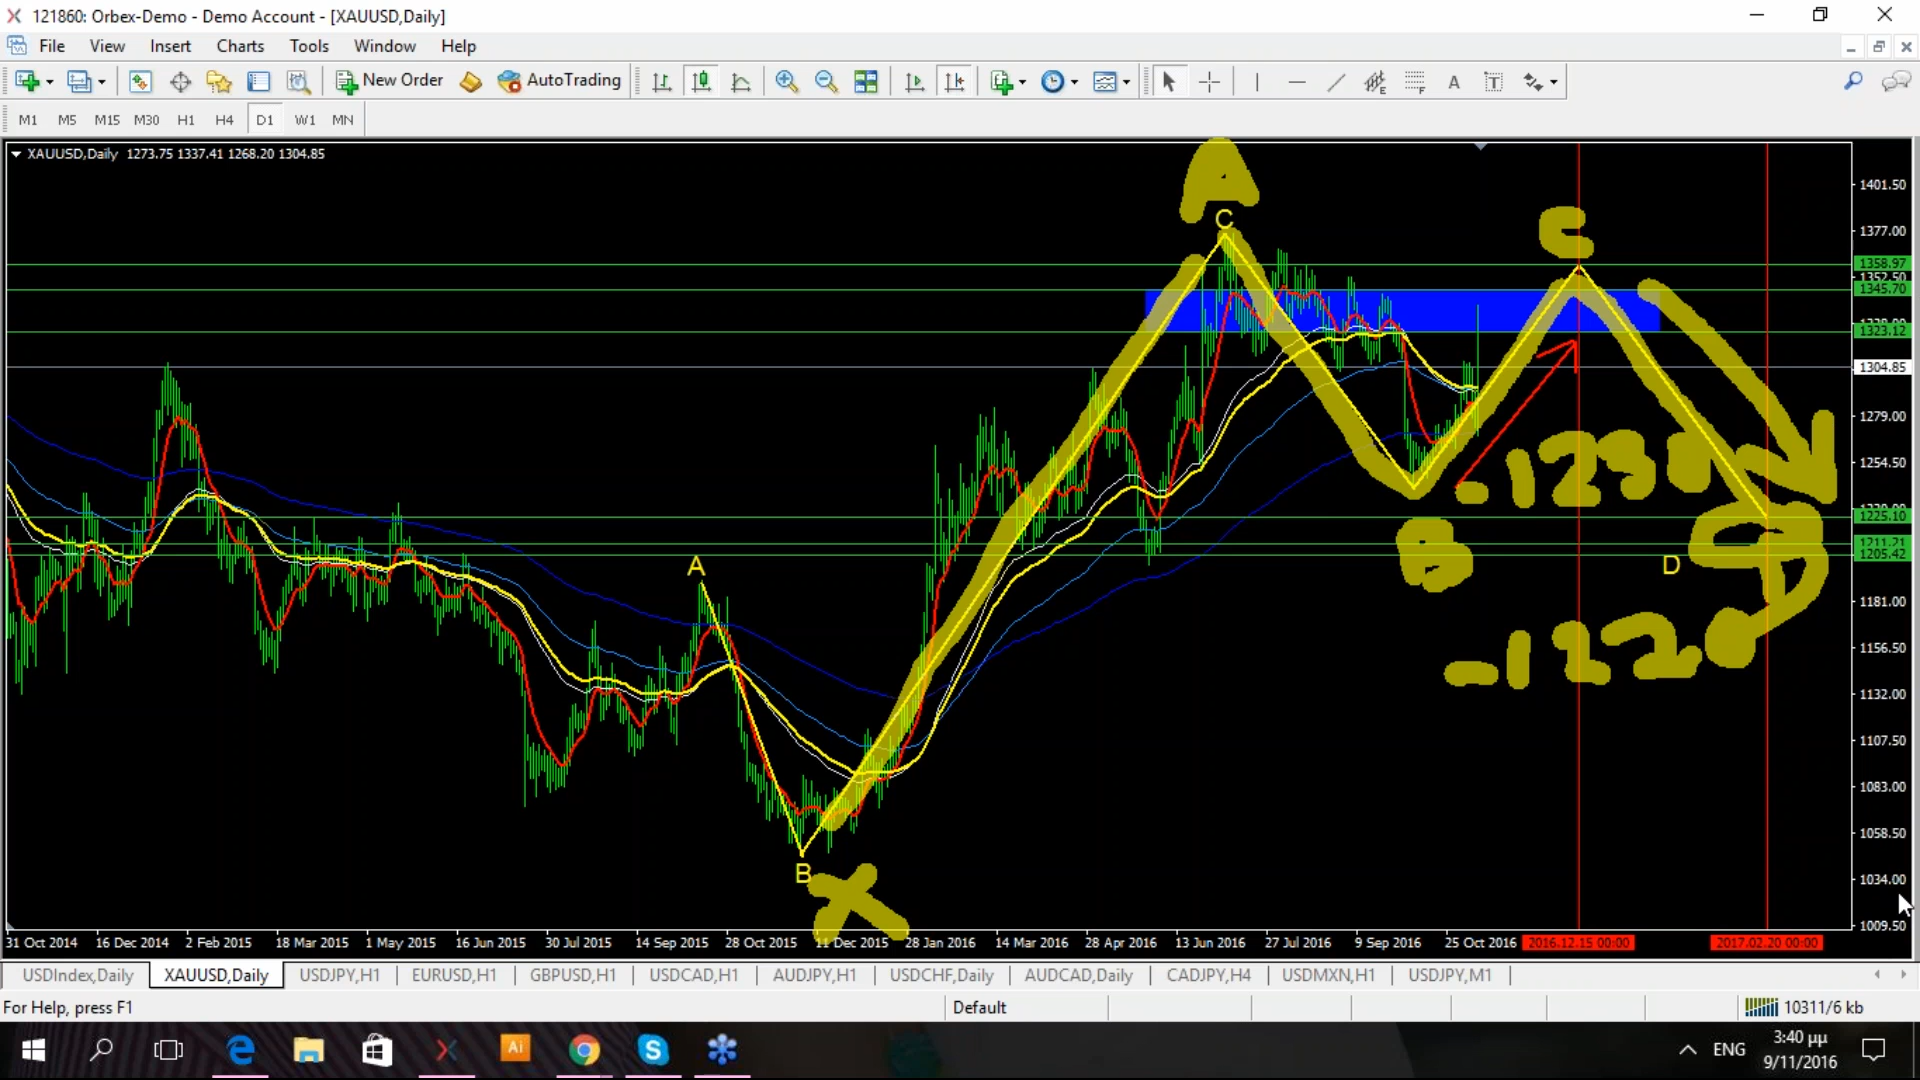 121860: Orbex-Demo - Demo Account - [XAUUSD,Daily]
File View Insert Charts Tools Window Help
New Order AutoTrading
M1 M5 M15 M30 H1 H4 D1 W1 MN
XAUUSD,Daily 1273.75 1337.41 1268.20 1304.85
1401.50
A
C
1377.00
C
1358.97
1352.50
1345.70
1323.12
1304.85
1279.00
- 1230
1254.50
1225.10
1211.71
1205.42
A
B
D
1181.00
- 1220
1156.50
1132.00
1107.50
1083.00
1058.50
B
X
1034.00
1009.50
31 Oct 2014 16 Dec 2014 2 Feb 2015 18 Mar 2015 1 May 2015 16 Jun 2015 30 Jul 2015 14 Sep 2015 28 Oct 2015 11 Dec 2015 28 Jan 2016 14 Mar 2016 28 Apr 2016 13 Jun 2016 27 Jul 2016 9 Sep 2016 25 Oct 2016 2016.12.15 00:00 2017.02.20 00:00
USDIndex,Daily XAUUSD,Daily USDJPY,H1 EURUSD,H1 GBPUSD,H1 USDCAD,H1 AUDJPY,H1 USDCHF,Daily AUDCAD,Daily CADJPY,H4 USDMXN,H1 USDJPY,M1
For Help, press F1 Default 10311/6 kb
Ai ENG 3:40 μμ
9/11/2016